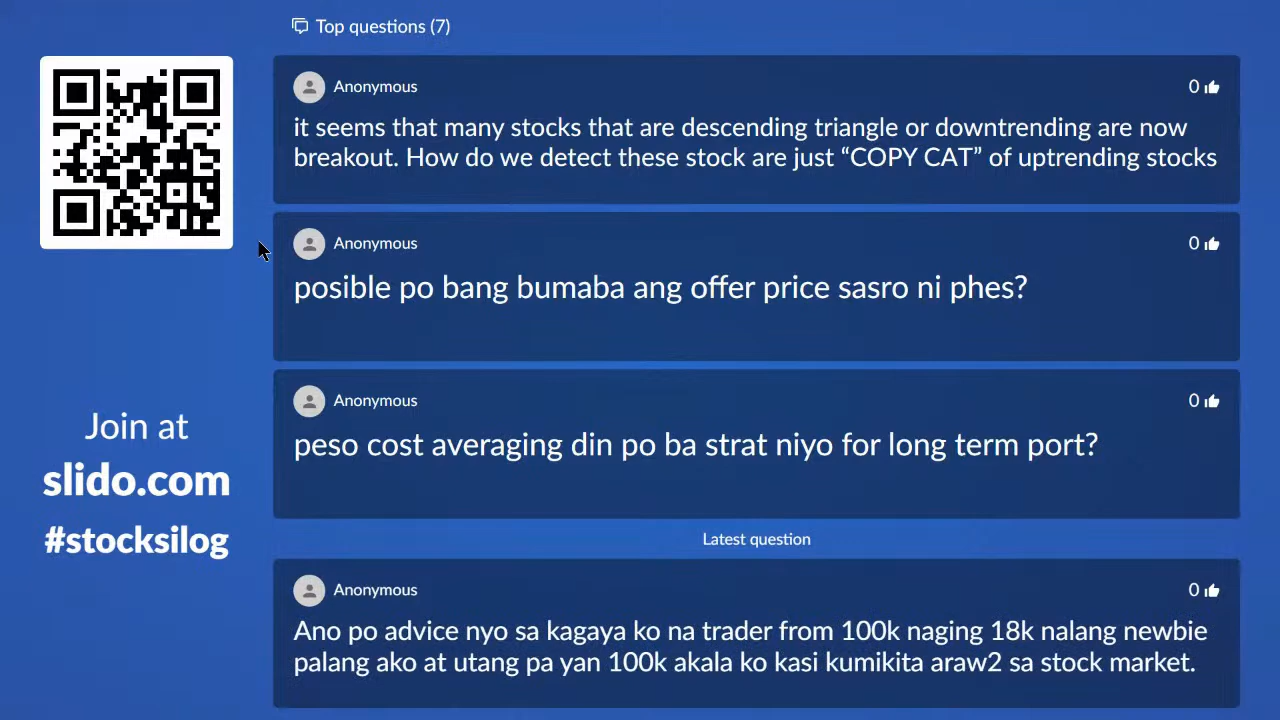 Top questions (7)
Anonymous
0
it seems that many stocks that are descending triangle or downtrending are now
breakout. How do we detect these stock are just “COPY CAT” of uptrending stocks
Anonymous
0
posible po bang bumaba ang offer price sasro ni phes?
Anonymous
0
peso cost averaging din po ba strat niyo for long term port?
Latest question
Anonymous
0
Ano po advice nyo sa kagaya ko na trader from 100k naging 18k nalang newbie
palang ako at utang pa yan 100k akala ko kasi kumikita araw2 sa stock market.
Join at
slido.com
#stocksilog